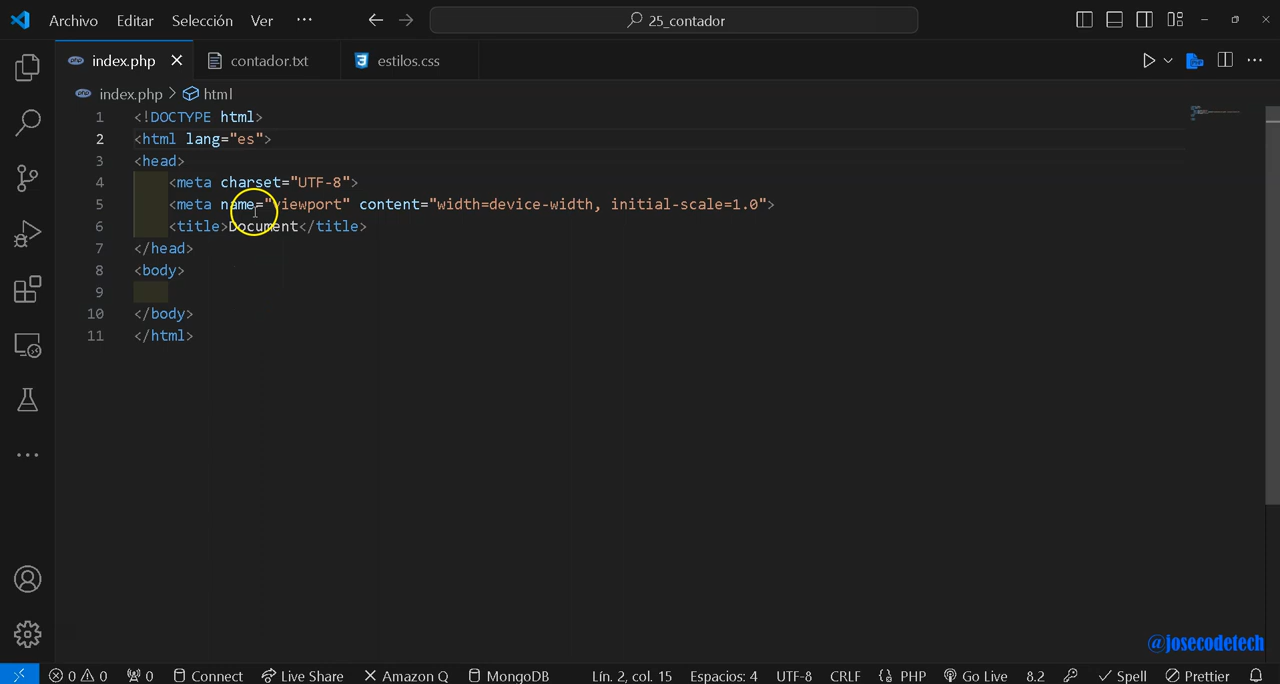 Archivo Editar Selección Ver ··· 25_contador
index.php contador.txt estilos.css
index.php > html
1 <!DOCTYPE html>
2 <html lang="es">
3 <head>
4 <meta charset="UTF-8">
5 <meta name="viewport" content="width=device-width, initial-scale=1.0">
6 <title>Document</title>
7 </head>
8 <body>
9
10 </body>
11 </html>
@josecodetech
0 0 0 Connect Live Share Amazon Q MongoDB Lín. 2, col. 15 Espacios: 4 UTF-8 CRLF {} PHP Go Live 8.2 Spell Prettier